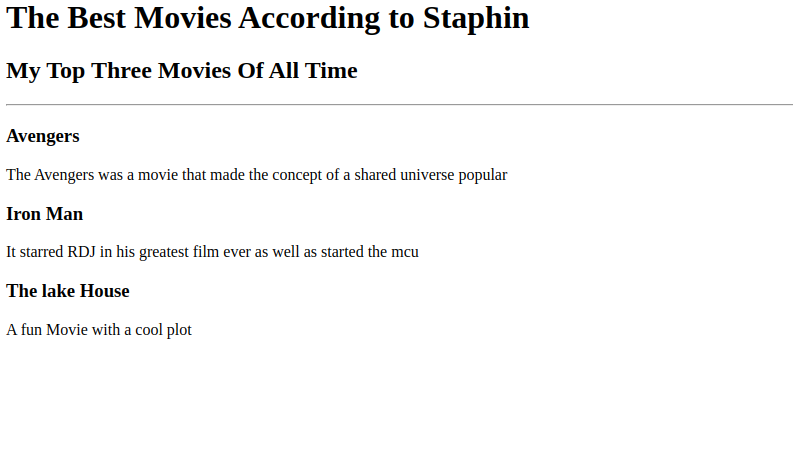 The Best Movies According to Staphin
My Top Three Movies Of All Time
Avengers
The Avengers was a movie that made the concept of a shared universe popular
Iron Man
It starred RDJ in his greatest film ever as well as started the mcu
The lake House
A fun Movie with a cool plot